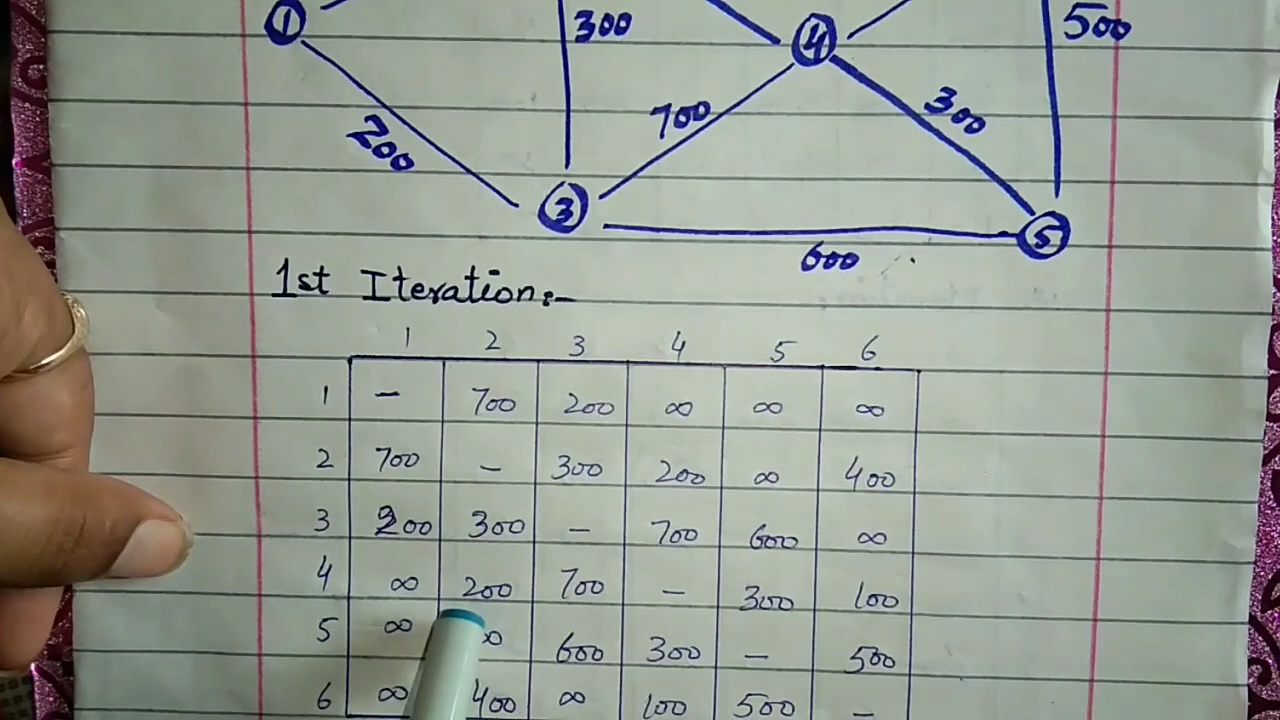 1
300
4
500
200
700
300
3
5
600
1st Iteration:-
1 2 3 4 5 6
1 - 700 200 ∞ ∞ ∞
2 700 - 300 200 ∞ 400
3 200 300 - 700 600 ∞
4 ∞ 200 700 - 300 100
5 ∞ ∞ 600 300 - 500
6 ∞ 400 ∞ 100 500 -